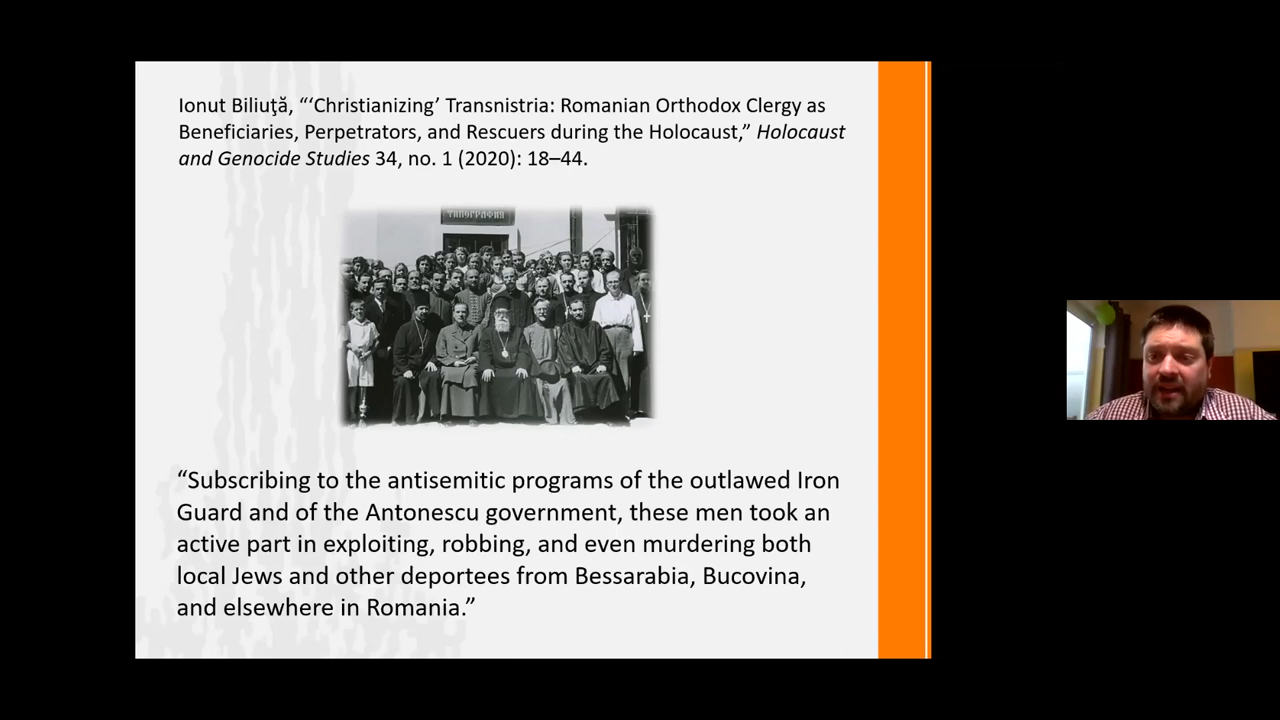 Ionut Biliuţă, “‘Christianizing’ Transnistria: Romanian Orthodox Clergy as
Beneficiaries, Perpetrators, and Rescuers during the Holocaust,” Holocaust
and Genocide Studies 34, no. 1 (2020): 18–44.
ТИПОГРАФИЯ
“Subscribing to the antisemitic programs of the outlawed Iron
Guard and of the Antonescu government, these men took an
active part in exploiting, robbing, and even murdering both
local Jews and other deportees from Bessarabia, Bucovina,
and elsewhere in Romania.”